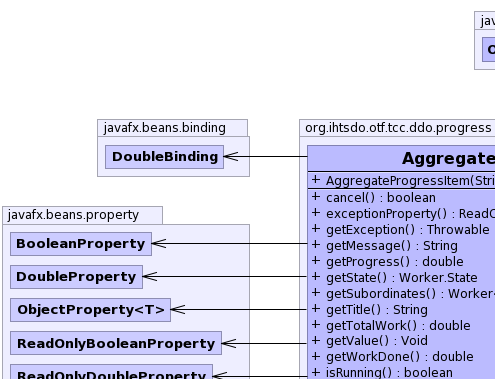 jav
O
javafx.beans.binding
DoubleBinding
javafx.beans.property
BooleanProperty
DoubleProperty
ObjectProperty<T>
ReadOnlyBooleanProperty
ReadOnlyDoubleProperty
org.ihtsdo.otf.tcc.ddo.progress
Aggregate
+ AggregateProgressItem(Stri
+ cancel() : boolean
+ exceptionProperty() : ReadO
+ getException() : Throwable
+ getMessage() : String
+ getProgress() : double
+ getState() : Worker.State
+ getSubordinates() : Worker<
+ getTitle() : String
+ getTotalWork() : double
+ getValue() : Void
+ getWorkDone() : double
+ isRunning() : boolean